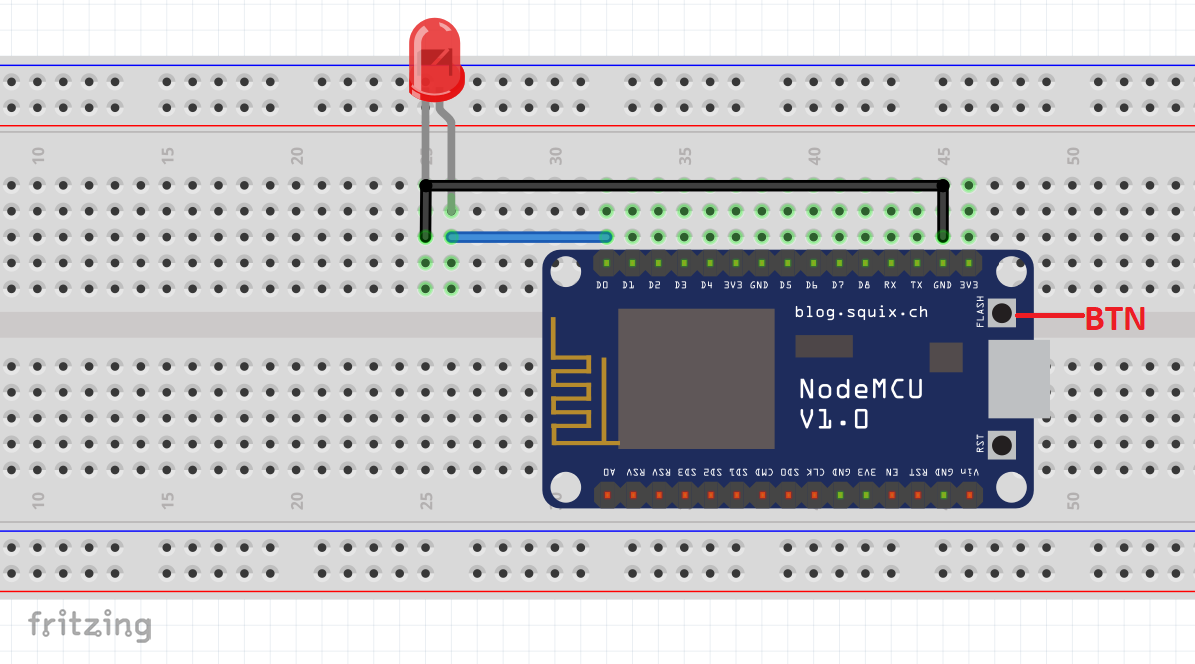 10 15 20 25 30 35 40 45 50
D0 D1 D2 D3 D4 3V3 GND D5 D6 D7 D8 RX TX GND 3V3
blog.squix.ch
FLASH
BTN
NodeMCU
V1.0
RST
A0 RSV RSV SD3 SD2 SD1 CMD SD0 CLK GND 3V3 EN RST GND Vin
10 15 20 25 30 50
fritzing